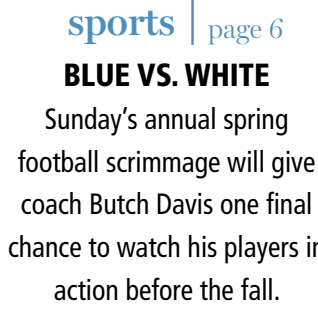 sports | page 6
BLUE VS. WHITE
Sunday’s annual spring
football scrimmage will give
coach Butch Davis one final
chance to watch his players in
action before the fall.